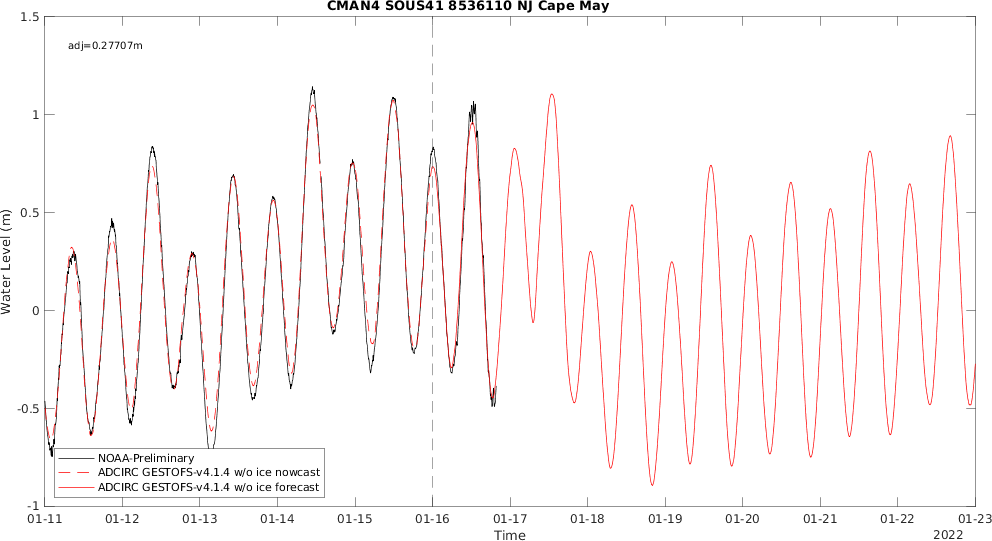 CMAN4 SOUS41 8536110 NJ Cape May
1.5
1
0.5
0
-0.5
-1
Water Level (m)
adj=0.27707m
NOAA-Preliminary
ADCIRC GESTOFS-v4.1.4 w/o ice nowcast
ADCIRC GESTOFS-v4.1.4 w/o ice forecast
01-11 01-12 01-13 01-14 01-15 01-16 01-17 01-18 01-19 01-20 01-21 01-22 01-23
Time
2022